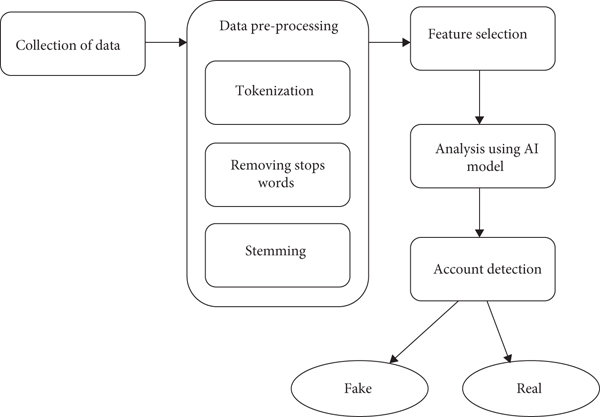 Collection of data
Data pre-processing
Tokenization
Removing stops
words
Stemming
Feature selection
Analysis using AI
model
Account detection
Fake
Real